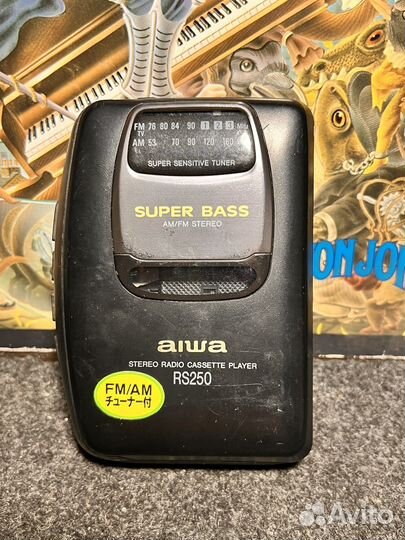 FM 76 80 84 90 1 2 3 MHz
TV
AM 53 70 90 120 160
SUPER SENSITIVE TUNER
SUPER BASS
AM/FM STEREO
ONJO
aiwa
STEREO RADIO CASSETTE PLAYER
RS250
FM/AM
チューナー付
Avito